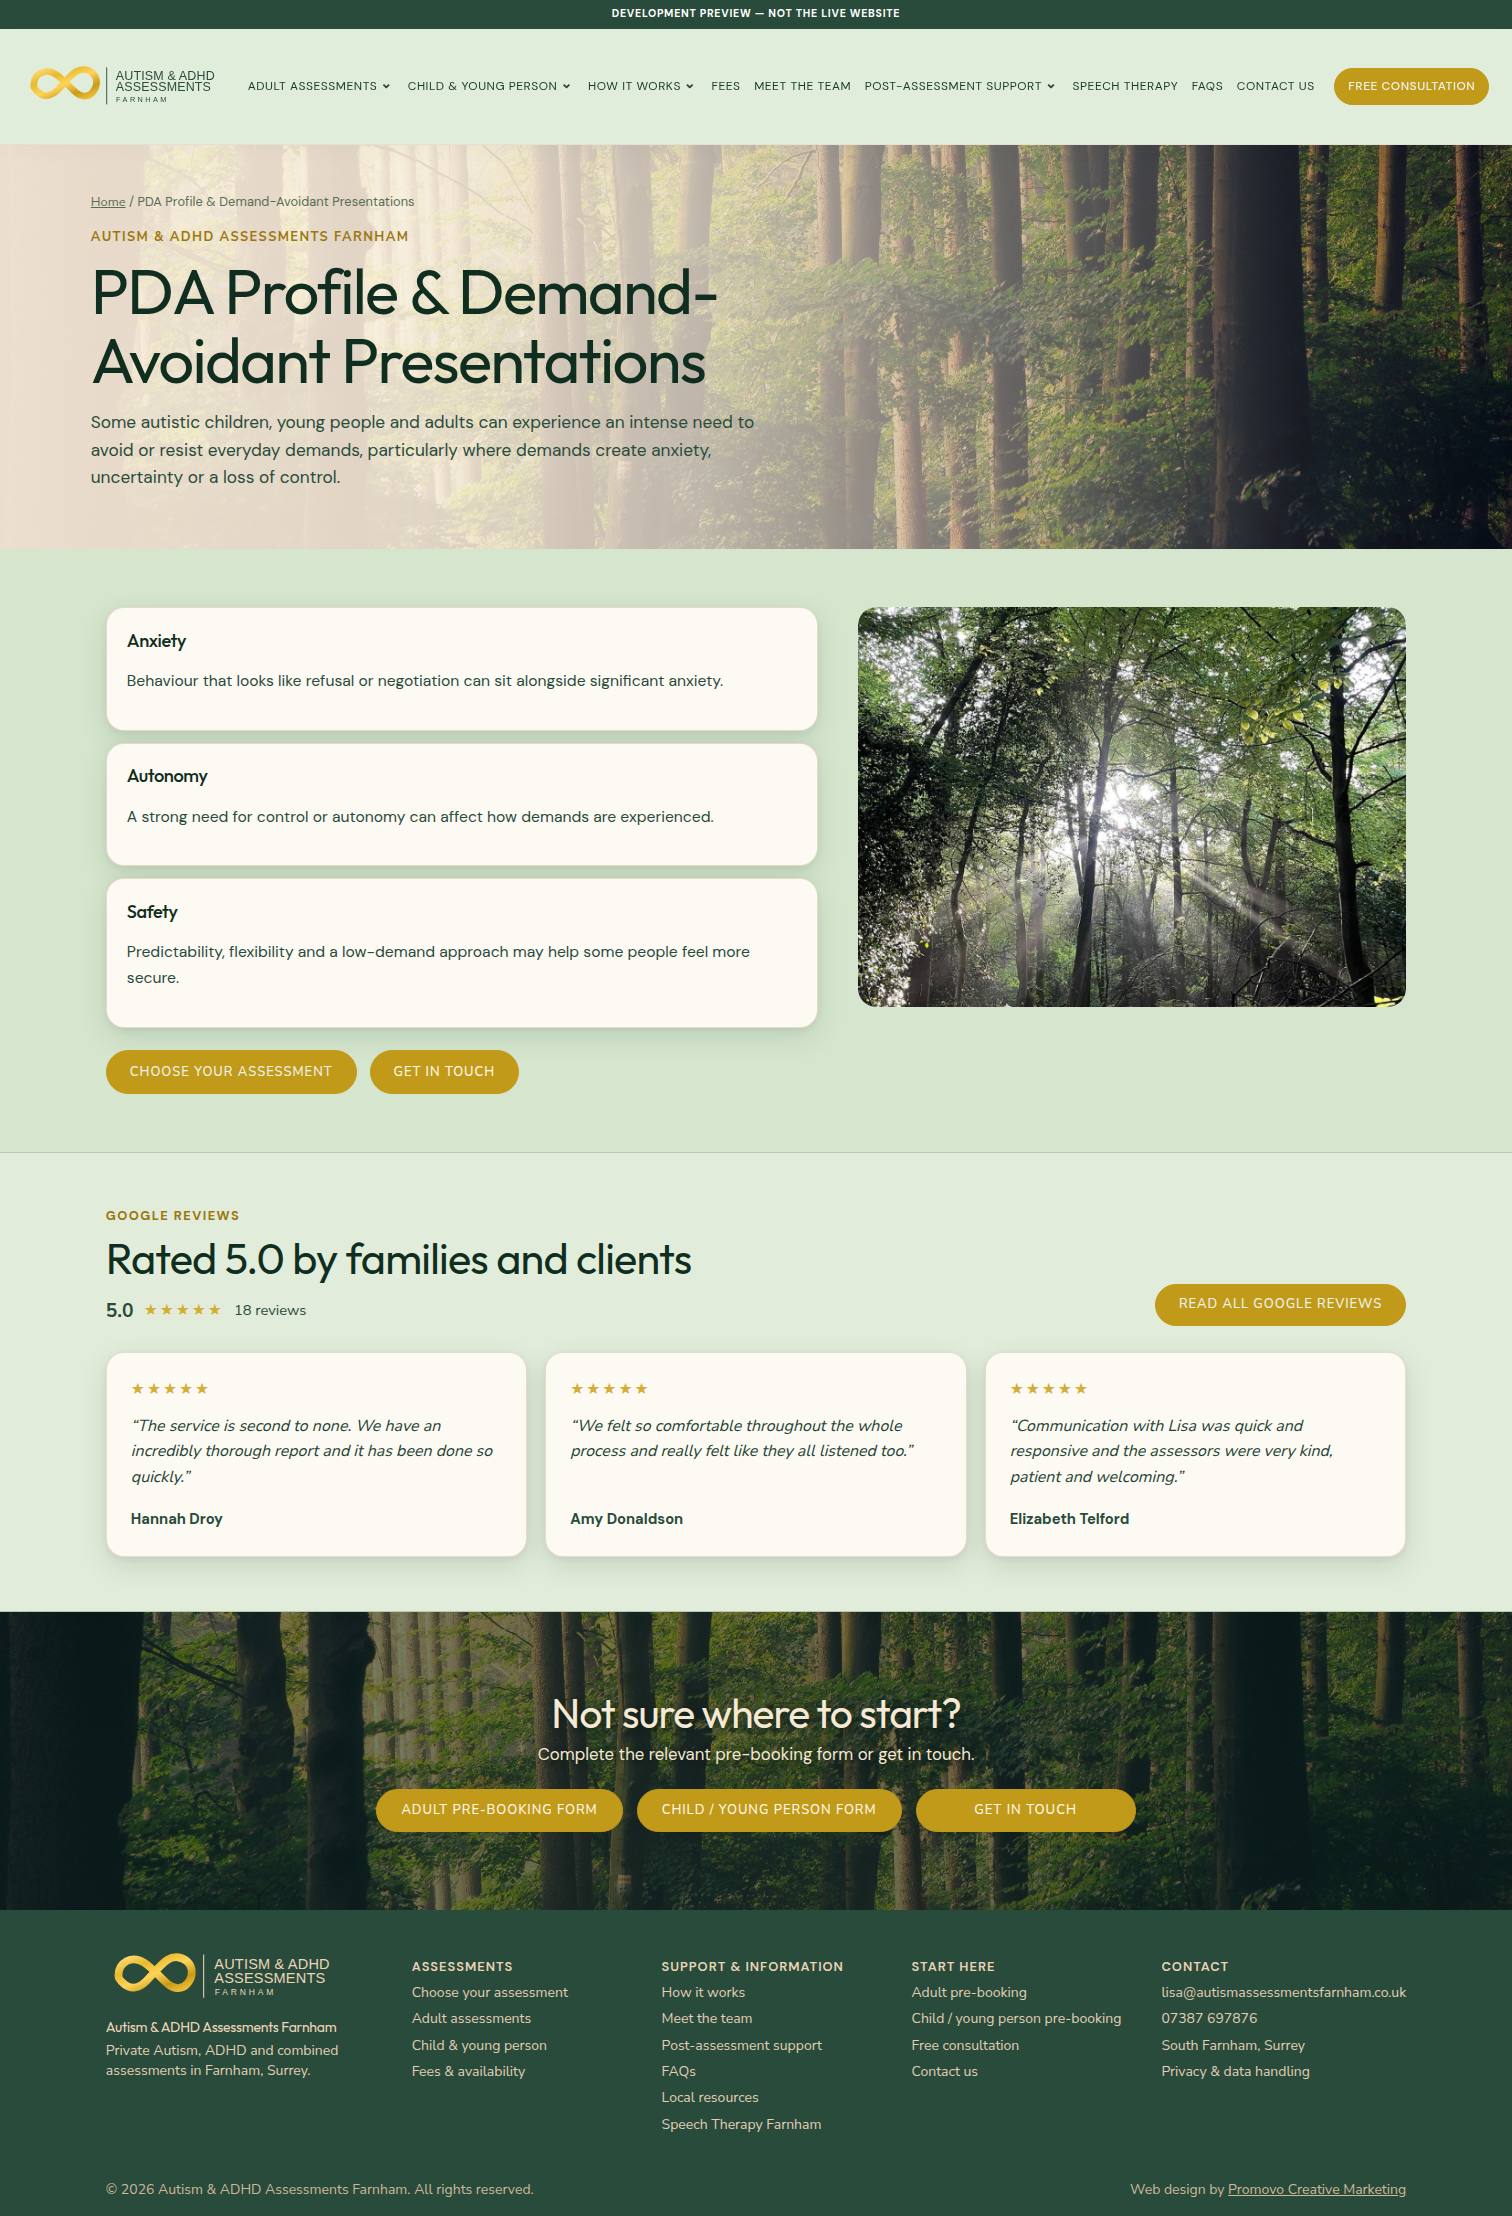 DEVELOPMENT PREVIEW — NOT THE LIVE WEBSITE
AUTISM & ADHD
ASSESSMENTS
FARNHAM
ADULT ASSESSMENTS
CHILD & YOUNG PERSON
HOW IT WORKS
FEES
MEET THE TEAM
POST-ASSESSMENT SUPPORT
SPEECH THERAPY
FAQS
CONTACT US
FREE CONSULTATION
Home / PDA Profile & Demand-Avoidant Presentations
AUTISM & ADHD ASSESSMENTS FARNHAM
PDA Profile & Demand-
Avoidant Presentations
Some autistic children, young people and adults can experience an intense need to
avoid or resist everyday demands, particularly where demands create anxiety,
uncertainty or a loss of control.
Anxiety
Behaviour that looks like refusal or negotiation can sit alongside significant anxiety.
Autonomy
A strong need for control or autonomy can affect how demands are experienced.
Safety
Predictability, flexibility and a low-demand approach may help some people feel more
secure.
CHOOSE YOUR ASSESSMENT
GET IN TOUCH
GOOGLE REVIEWS
Rated 5.0 by families and clients
5.0 ★★★★★ 18 reviews
READ ALL GOOGLE REVIEWS
★★★★★
“The service is second to none. We have an
incredibly thorough report and it has been done so
quickly.”
Hannah Droy
★★★★★
“We felt so comfortable throughout the whole
process and really felt like they all listened too.”
Amy Donaldson
★★★★★
“Communication with Lisa was quick and
responsive and the assessors were very kind,
patient and welcoming.”
Elizabeth Telford
Not sure where to start?
Complete the relevant pre-booking form or get in touch.
ADULT PRE-BOOKING FORM
CHILD / YOUNG PERSON FORM
GET IN TOUCH
AUTISM & ADHD
ASSESSMENTS
FARNHAM
Autism & ADHD Assessments Farnham
Private Autism, ADHD and combined
assessments in Farnham, Surrey.
ASSESSMENTS
Choose your assessment
Adult assessments
Child & young person
Fees & availability
SUPPORT & INFORMATION
How it works
Meet the team
Post-assessment support
FAQs
Local resources
Speech Therapy Farnham
START HERE
Adult pre-booking
Child / young person pre-booking
Free consultation
Contact us
CONTACT
lisa@autismassessmentsfarnham.co.uk
07387 697876
South Farnham, Surrey
Privacy & data handling
© 2026 Autism & ADHD Assessments Farnham. All rights reserved.
Web design by Promovo Creative Marketing